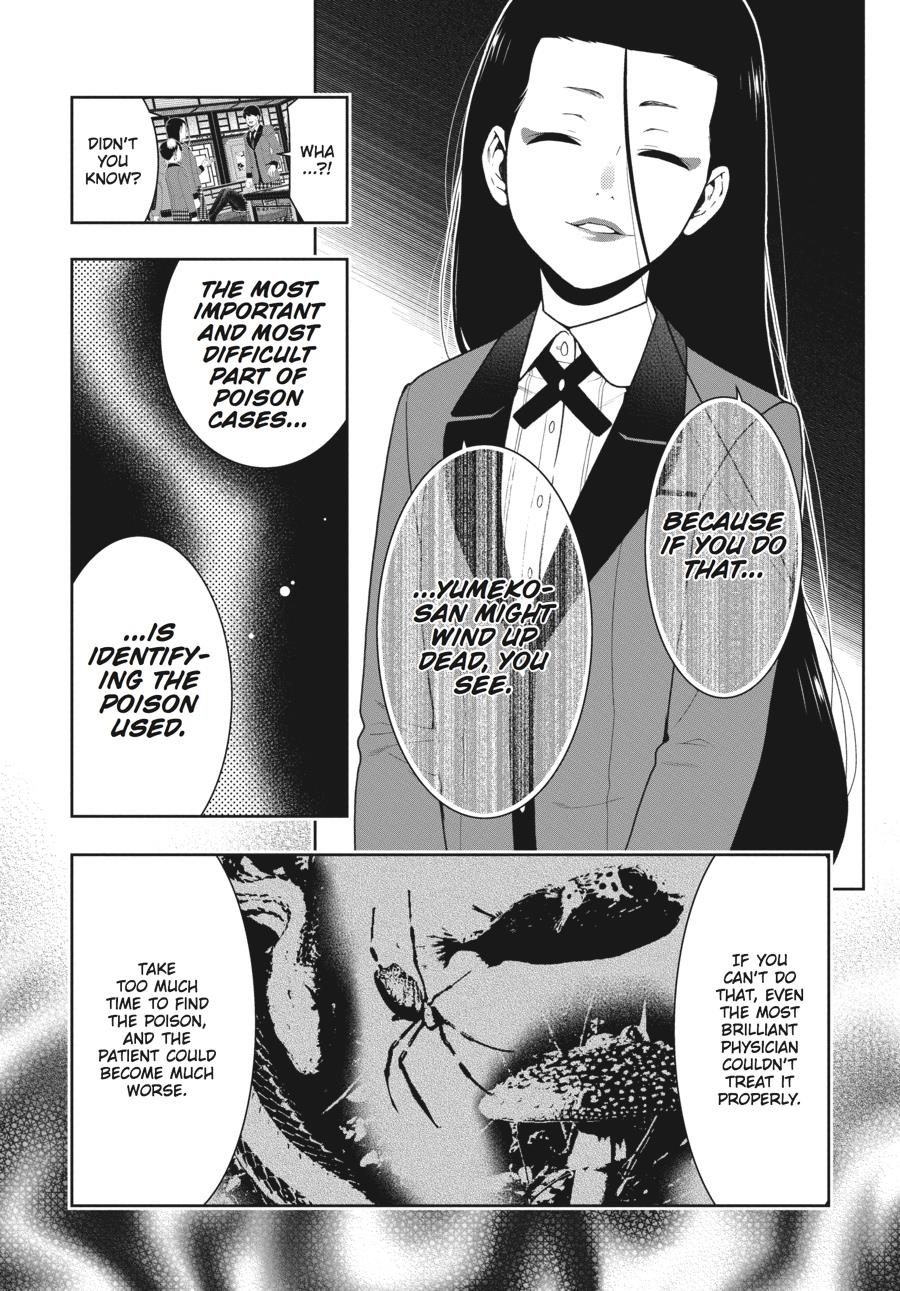 BECAUSE
IF YOU DO
THAT...
...YUMEKO-
SAN MIGHT
WIND UP
DEAD, YOU
SEE.
WHA
...?!
DIDN'T
YOU
KNOW?
THE MOST
IMPORTANT
AND MOST
DIFFICULT
PART OF
POISON
CASES...
...IS
IDENTIFY-
ING THE
POISON
USED.
IF YOU
CAN'T DO
THAT, EVEN
THE MOST
BRILLIANT
PHYSICIAN
COULDN'T
TREAT IT
PROPERLY.
TAKE
TOO MUCH
TIME TO FIND
THE POISON,
AND THE
PATIENT COULD
BECOME MUCH
WORSE.